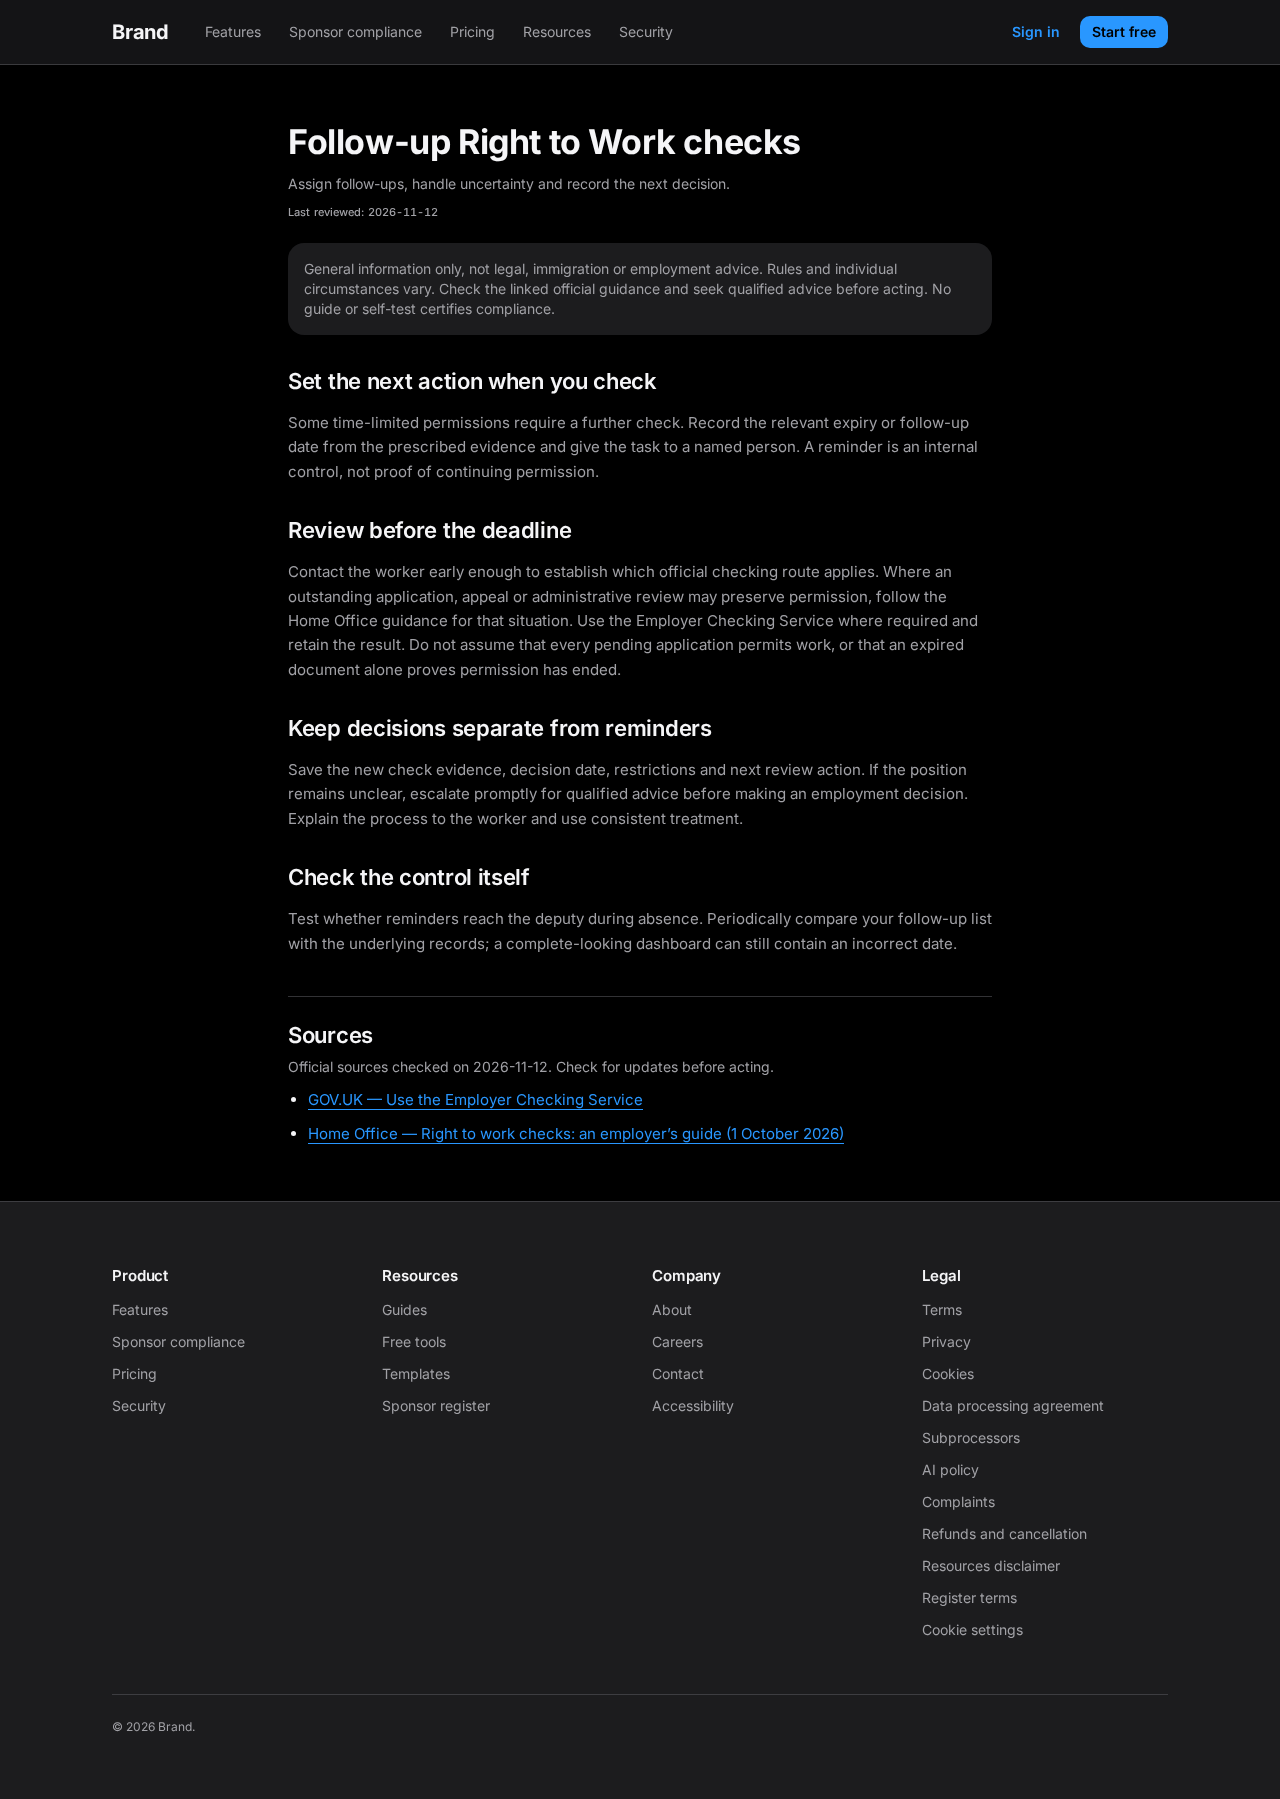 Brand
Features
Sponsor compliance
Pricing
Resources
Security
Sign in
Start free
Follow-up Right to Work checks
Assign follow-ups, handle uncertainty and record the next decision.
Last reviewed: 2026-11-12
General information only, not legal, immigration or employment advice. Rules and individual
circumstances vary. Check the linked official guidance and seek qualified advice before acting. No
guide or self-test certifies compliance.
Set the next action when you check
Some time-limited permissions require a further check. Record the relevant expiry or follow-up
date from the prescribed evidence and give the task to a named person. A reminder is an internal
control, not proof of continuing permission.
Review before the deadline
Contact the worker early enough to establish which official checking route applies. Where an
outstanding application, appeal or administrative review may preserve permission, follow the
Home Office guidance for that situation. Use the Employer Checking Service where required and
retain the result. Do not assume that every pending application permits work, or that an expired
document alone proves permission has ended.
Keep decisions separate from reminders
Save the new check evidence, decision date, restrictions and next review action. If the position
remains unclear, escalate promptly for qualified advice before making an employment decision.
Explain the process to the worker and use consistent treatment.
Check the control itself
Test whether reminders reach the deputy during absence. Periodically compare your follow-up list
with the underlying records; a complete-looking dashboard can still contain an incorrect date.
Sources
Official sources checked on 2026-11-12. Check for updates before acting.
GOV.UK — Use the Employer Checking Service
Home Office — Right to work checks: an employer’s guide (1 October 2026)
Product
Features
Sponsor compliance
Pricing
Security
Resources
Guides
Free tools
Templates
Sponsor register
Company
About
Careers
Contact
Accessibility
Legal
Terms
Privacy
Cookies
Data processing agreement
Subprocessors
AI policy
Complaints
Refunds and cancellation
Resources disclaimer
Register terms
Cookie settings
© 2026 Brand.